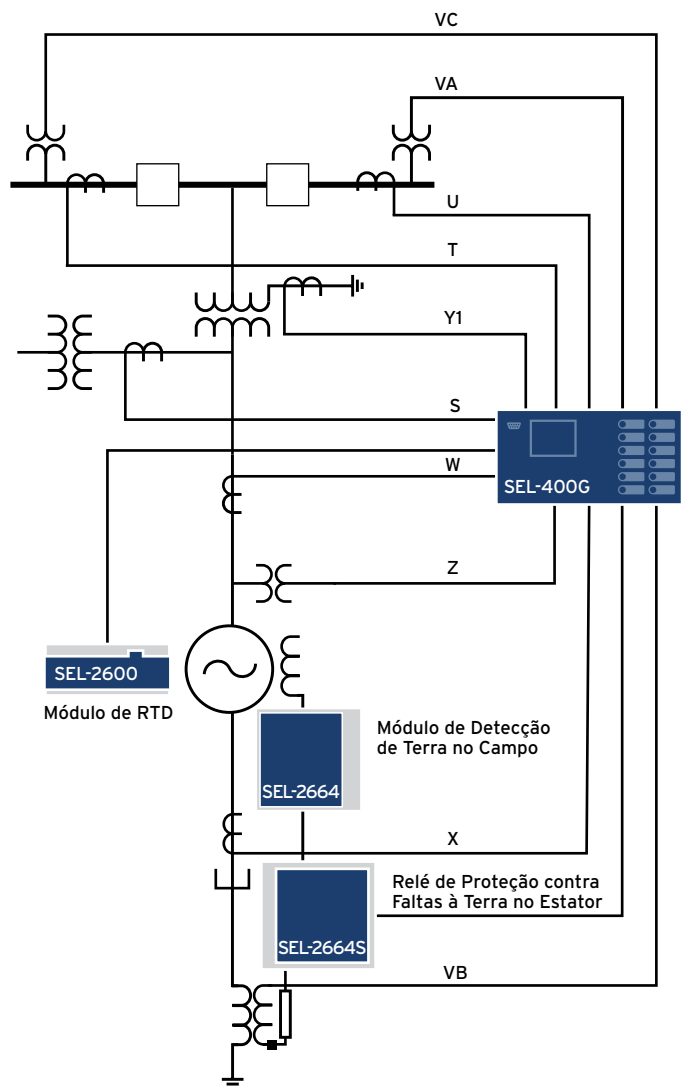 VC
VA
U
T
Y1
S
W
SEL-400G
Z
SEL-2600
Módulo de RTD
Módulo de Detecção
de Terra no Campo
SEL-2664
X
Relé de Proteção contra
Faltas à Terra no Estator
SEL-2664S
VB